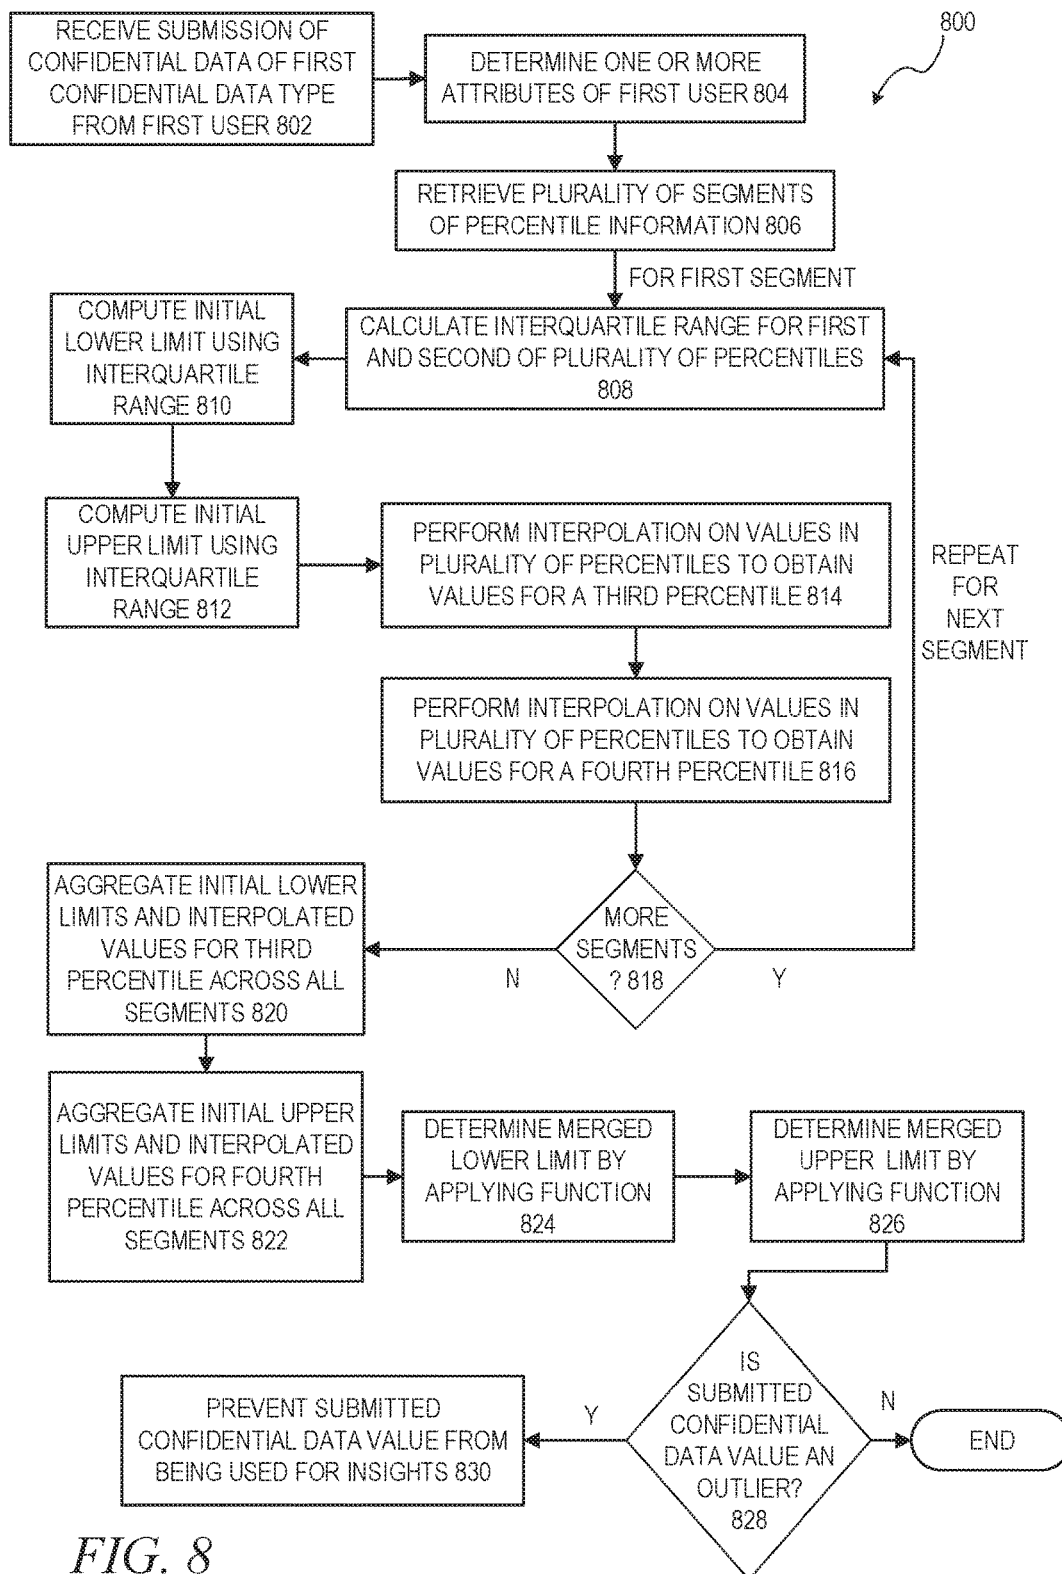 800
RECEIVE SUBMISSION OF
CONFIDENTIAL DATA OF FIRST
CONFIDENTIAL DATA TYPE
FROM FIRST USER 802
DETERMINE ONE OR MORE
ATTRIBUTES OF FIRST USER 804
RETRIEVE PLURALITY OF SEGMENTS
OF PERCENTILE INFORMATION 806
FOR FIRST SEGMENT
CALCULATE INTERQUARTILE RANGE FOR FIRST
AND SECOND OF PLURALITY OF PERCENTILES
808
COMPUTE INITIAL
LOWER LIMIT USING
INTERQUARTILE
RANGE 810
COMPUTE INITIAL
UPPER LIMIT USING
INTERQUARTILE
RANGE 812
PERFORM INTERPOLATION ON VALUES IN
PLURALITY OF PERCENTILES TO OBTAIN
VALUES FOR A THIRD PERCENTILE 814
REPEAT
FOR
NEXT
SEGMENT
PERFORM INTERPOLATION ON VALUES IN
PLURALITY OF PERCENTILES TO OBTAIN
VALUES FOR A FOURTH PERCENTILE 816
MORE
SEGMENTS
? 818
N
Y
AGGREGATE INITIAL LOWER
LIMITS AND INTERPOLATED
VALUES FOR THIRD
PERCENTILE ACROSS ALL
SEGMENTS 820
AGGREGATE INITIAL UPPER
LIMITS AND INTERPOLATED
VALUES FOR FOURTH
PERCENTILE ACROSS ALL
SEGMENTS 822
DETERMINE MERGED
LOWER LIMIT BY
APPLYING FUNCTION
824
DETERMINE MERGED
UPPER LIMIT BY
APPLYING FUNCTION
826
IS
SUBMITTED
CONFIDENTIAL
DATA VALUE AN
OUTLIER?
828
Y
N
PREVENT SUBMITTED
CONFIDENTIAL DATA VALUE FROM
BEING USED FOR INSIGHTS 830
END
FIG. 8